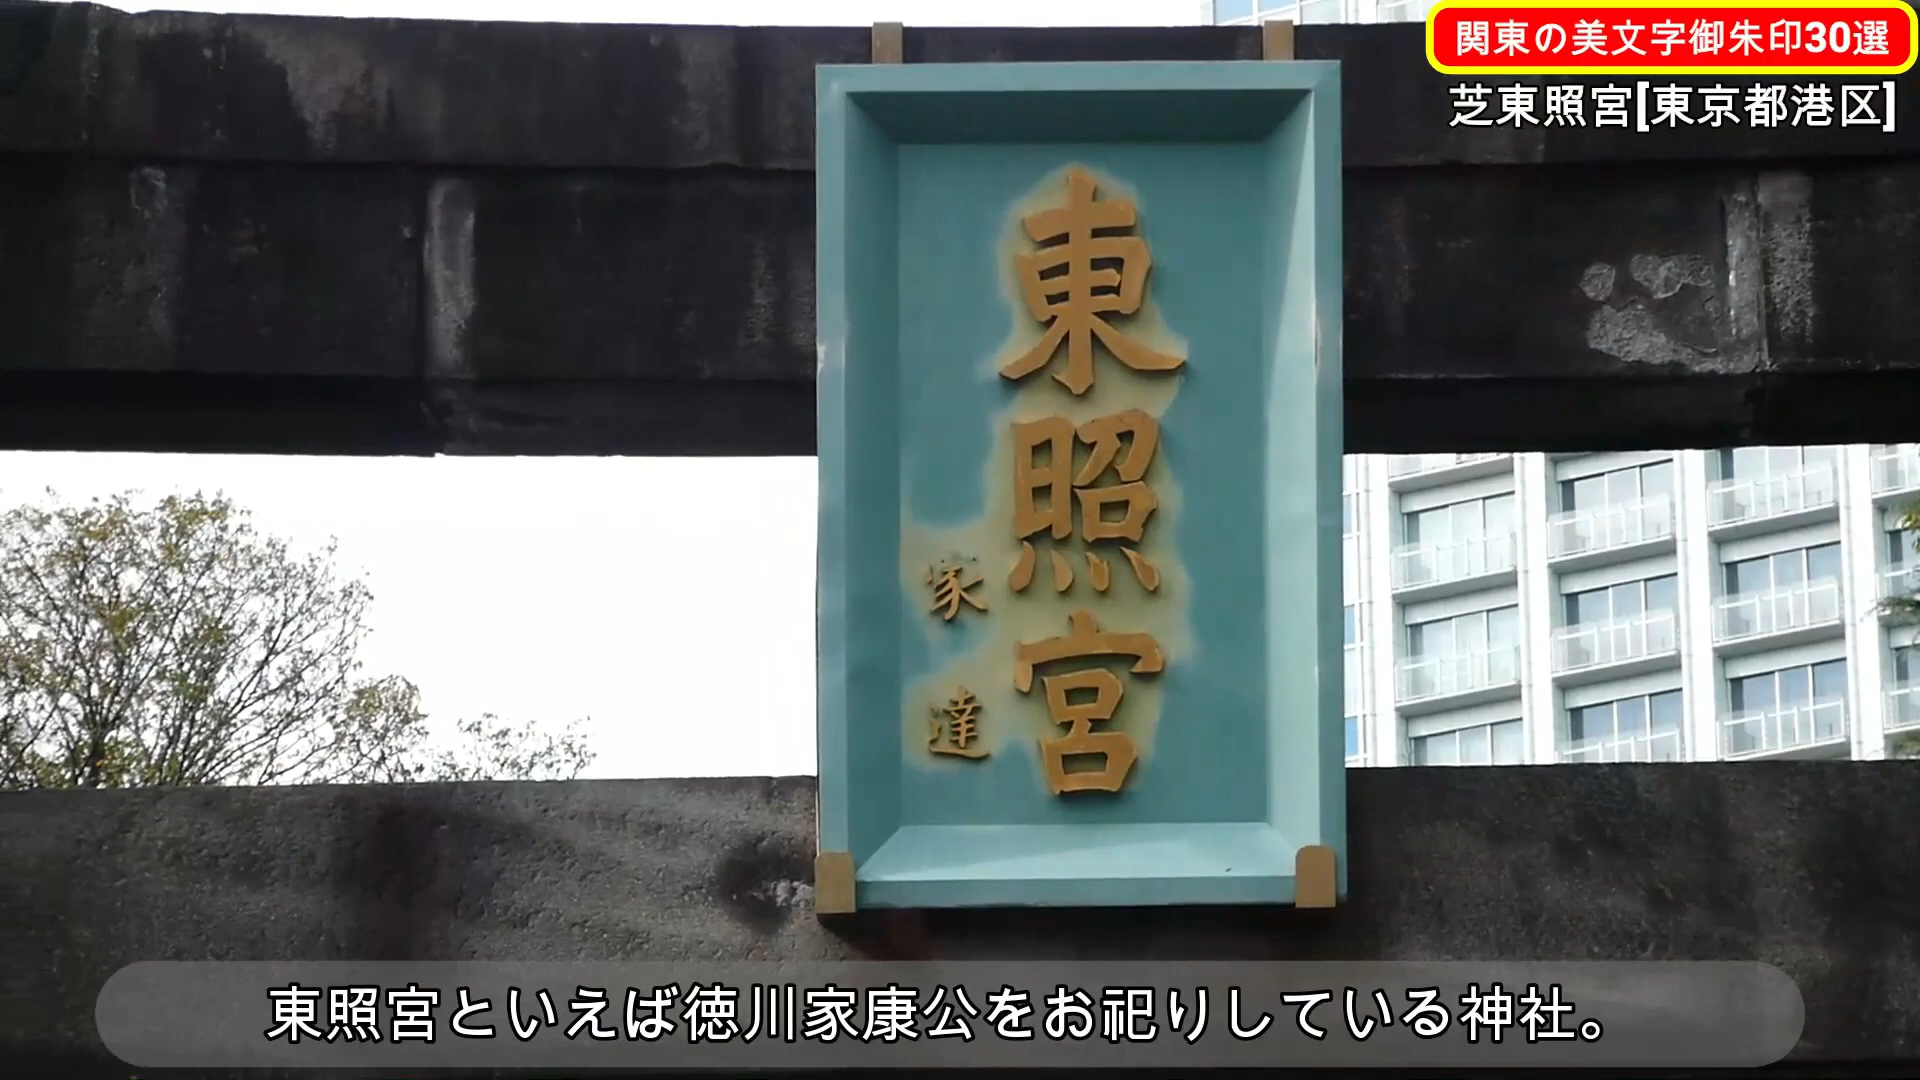 関東の美文字御朱印30選
芝東照宮[東京都港区]
東照宮
家達
東照宮といえば徳川家康公をお祀りしている神社。